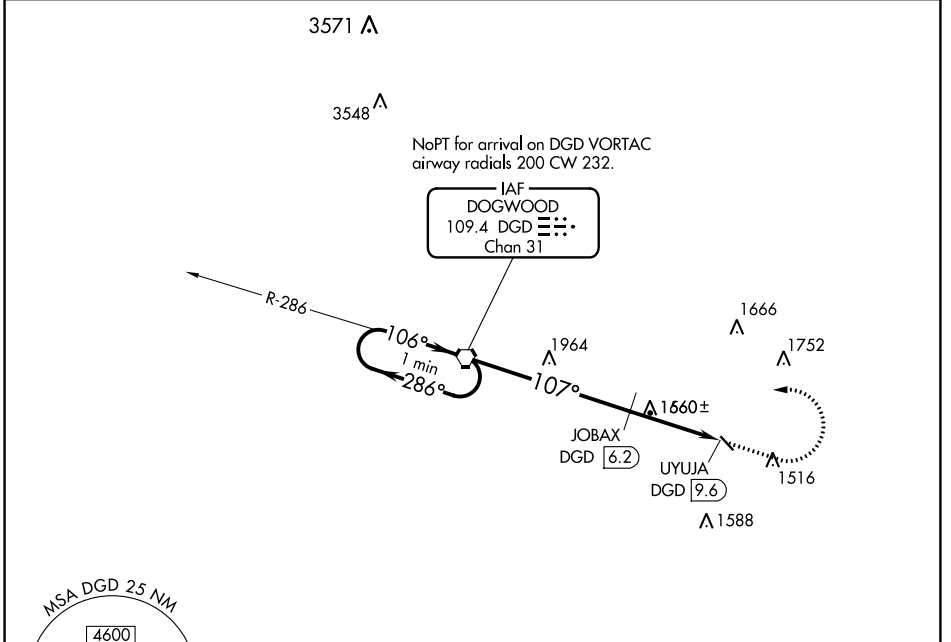 3571
3548
NoPT for arrival on DGD VORTAC
airway radials 200 CW 232.
IAF
DOGWOOD
109.4 DGD
Chan 31
R-286
106°
1 min
286°
1964
107°
1666
1752
1660±
JOBAX
DGD 6.2
UYUJA
DGD 9.6
1516
1588
MSA DGD 25 NM
4600